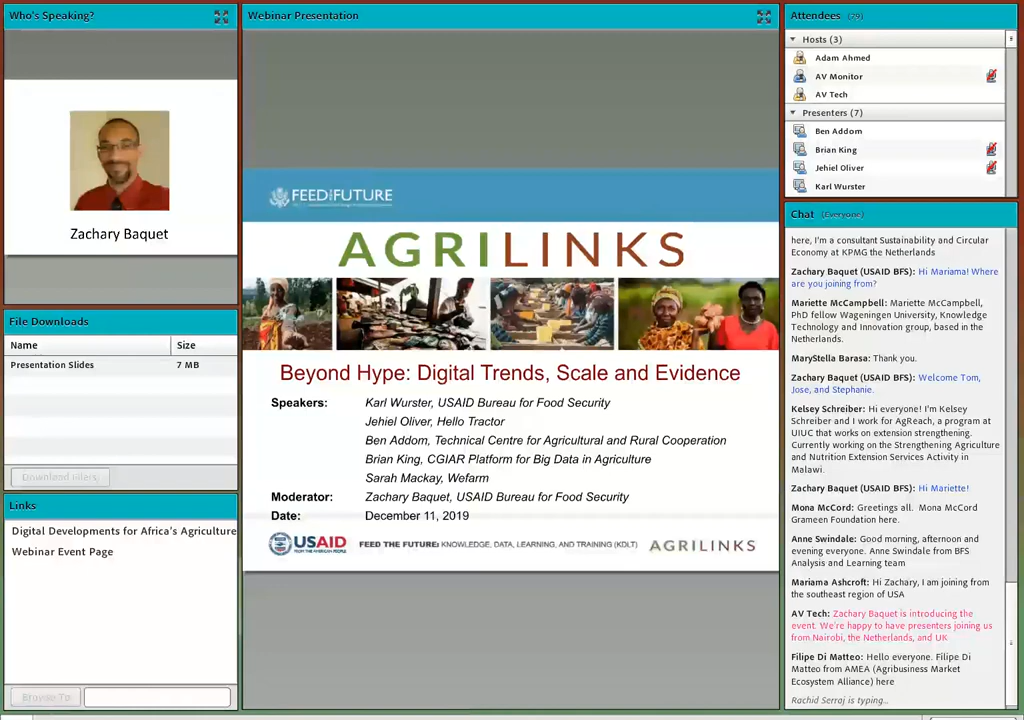 Who's Speaking?
Zachary Baquet
File Downloads
Name Size
Presentation Slides 7 MB
Download File(s)
Links
Digital Developments for Africa's Agriculture
Webinar Event Page
Browse To
Webinar Presentation
FEED THE FUTURE
AGRILINKS
Beyond Hype: Digital Trends, Scale and Evidence
Speakers: Karl Wurster, USAID Bureau for Food Security
Jehiel Oliver, Hello Tractor
Ben Addom, Technical Centre for Agricultural and Rural Cooperation
Brian King, CGIAR Platform for Big Data in Agriculture
Sarah Mackay, Wefarm
Moderator: Zachary Baquet, USAID Bureau for Food Security
Date: December 11, 2019
USAID
FROM THE AMERICAN PEOPLE
FEED THE FUTURE: KNOWLEDGE, DATA, LEARNING, AND TRAINING (KDLT)
AGRILINKS
Attendees (79)
Hosts (3)
Adam Ahmed
AV Monitor
AV Tech
Presenters (7)
Ben Addom
Brian King
Jehiel Oliver
Karl Wurster
Chat (Everyone)
here, I'm a consultant Sustainability and Circular
Economy at KPMG the Netherlands
Zachary Baquet (USAID BFS): Hi Mariama! Where
are you joining from?
Mariette McCampbell: Mariette McCampbell,
PhD fellow Wageningen University, Knowledge
Technology and Innovation group, based in the
Netherlands.
MaryStella Barasa: Thank you.
Zachary Baquet (USAID BFS): Welcome Tom,
Jose, and Stephanie.
Kelsey Schreiber: Hi everyone! I'm Kelsey
Schreiber and I work for AgReach, a program at
UIUC that works on extension strengthening.
Currently working on the Strengthening Agriculture
and Nutrition Extension Services Activity in
Malawi.
Zachary Baquet (USAID BFS): Hi Mariette!
Mona McCord: Greetings all. Mona McCord
Grameen Foundation here.
Anne Swindale: Good morning, afternoon and
evening everyone. Anne Swindale from BFS
Analysis and Learning team
Mariama Ashcroft: Hi Zachary, I am joining from
the southeast region of USA
AV Tech: Zachary Baquet is introducing the
event. We're happy to have presenters joining us
from Nairobi, the Netherlands, and UK
Filipe Di Matteo: Hello everyone. Filipe Di
Matteo from AMEA (Agribusiness Market
Ecosystem Alliance) here
Rachid Serraj is typing...